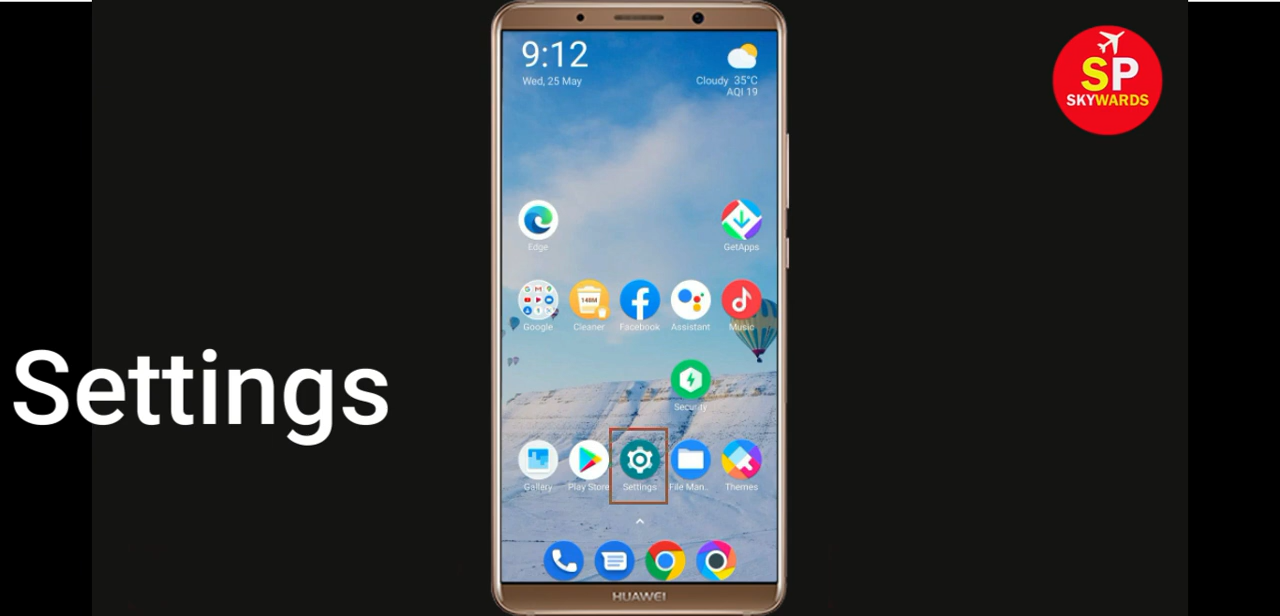 9:12
Wed, 25 May
Cloudy 35°C
AQI 19
SP
SKYWARDS
Edge
GetApps
148M
Google
Cleaner
Facebook
Assistant
Music
Security
Settings
Gallery
Play Store
Settings
File Man..
Themes
HUAWEI